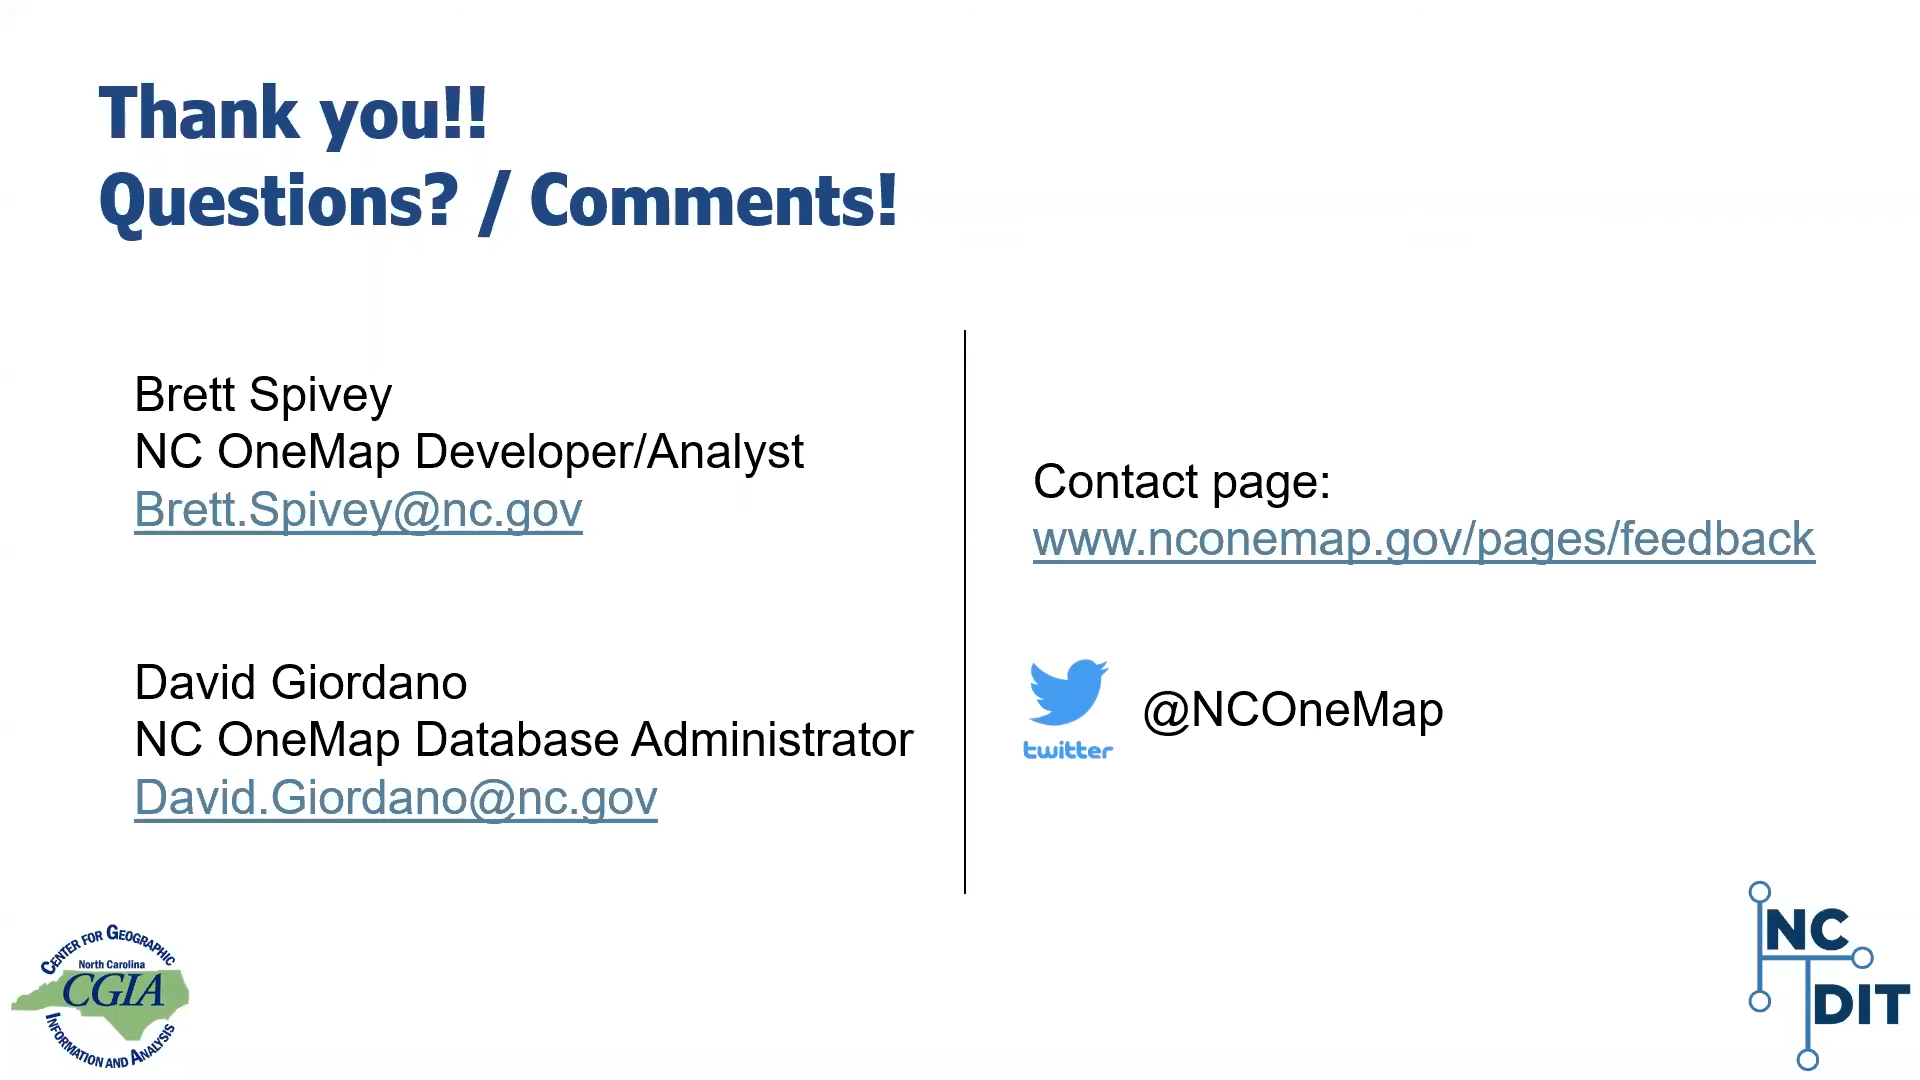 Thank you!!
Questions? / Comments!
Brett Spivey
NC OneMap Developer/Analyst
Brett.Spivey@nc.gov
David Giordano
NC OneMap Database Administrator
David.Giordano@nc.gov
Contact page:
www.nconemap.gov/pages/feedback
twitter
@NCOneMap
CENTER FOR GEOGRAPHIC
North Carolina
CGIA
INFORMATION AND ANALYSIS
NC
DIT